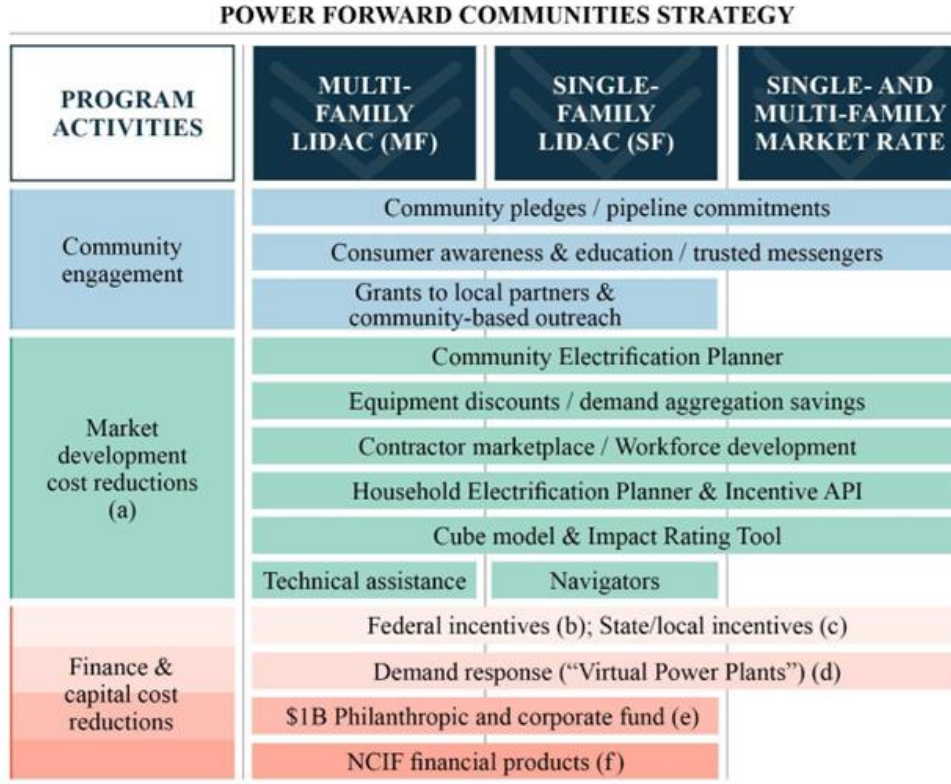 POWER FORWARD COMMUNITIES STRATEGY
PROGRAM
ACTIVITIES
MULTI-
FAMILY
LIDAC (MF)
SINGLE-
FAMILY
LIDAC (SF)
SINGLE- AND
MULTI-FAMILY
MARKET RATE
Community
engagement
Community pledges / pipeline commitments
Consumer awareness & education / trusted messengers
Grants to local partners &
community-based outreach
Market
development
cost reductions
(a)
Community Electrification Planner
Equipment discounts / demand aggregation savings
Contractor marketplace / Workforce development
Household Electrification Planner & Incentive API
Cube model & Impact Rating Tool
Technical assistance
Navigators
Finance &
capital cost
reductions
Federal incentives (b); State/local incentives (c)
Demand response (“Virtual Power Plants”) (d)
$1B Philanthropic and corporate fund (e)
NCIF financial products (f)